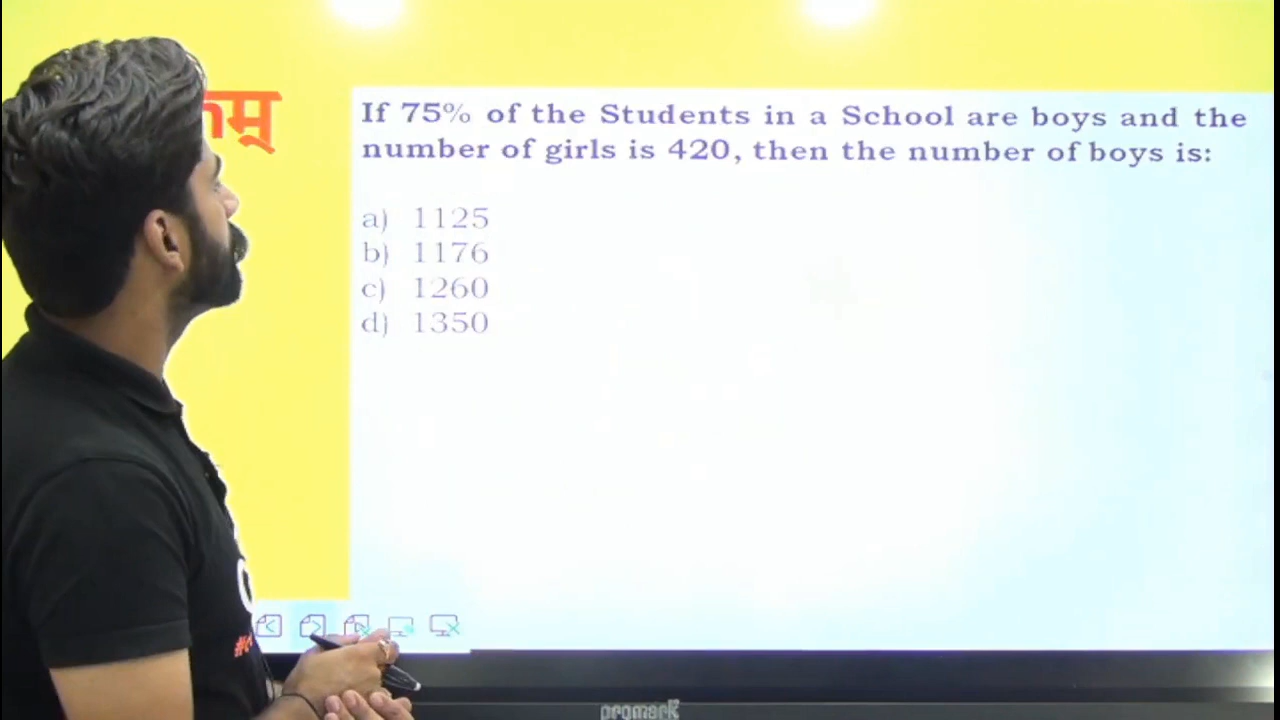 If 75% of the Students in a School are boys and the
number of girls is 420, then the number of boys is:
a) 1125
b) 1176
c) 1260
d) 1350
promark